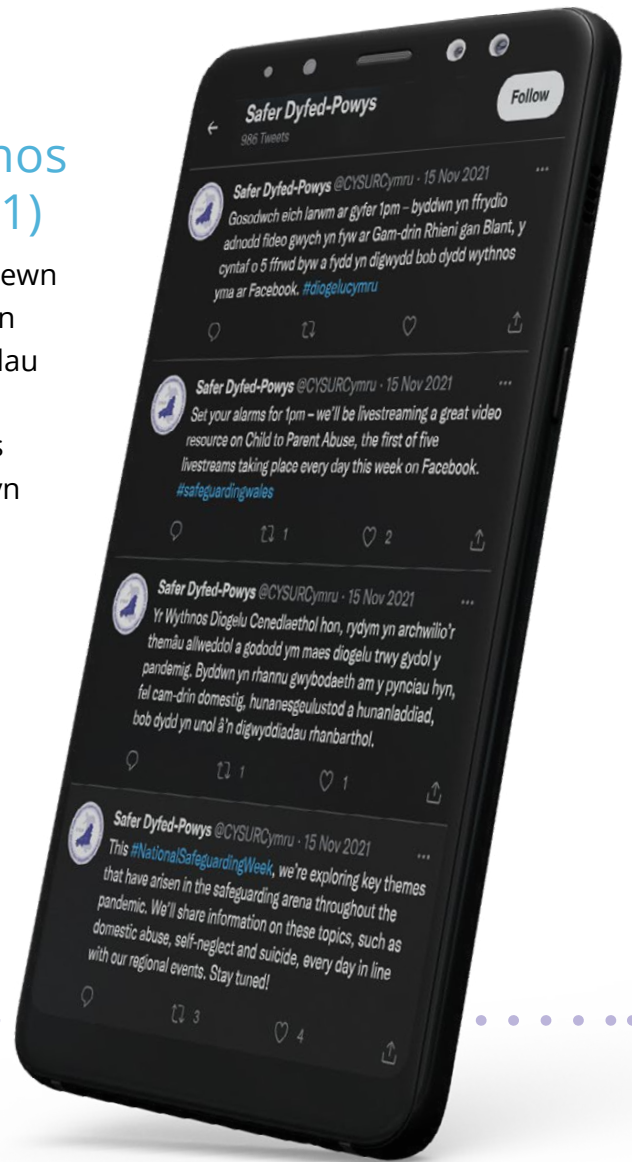 nos
1)
ewn
n
lau
s
yn
Safer Dyfed-Powys
986 Tweets
Follow
Safer Dyfed-Powys @CYSURCymru · 15 Nov 2021
Gosodwch eich larwm ar gyfer 1pm – byddwn yn ffrydio
adnodd fideo gwych yn fyw ar Gam-drin Rhieni gan Blant, y
cyntaf o 5 ffrwd byw a fydd yn digwydd bob dydd wythnos
yma ar Facebook. #diogelucymru
Safer Dyfed-Powys @CYSURCymru · 15 Nov 2021
Set your alarms for 1pm – we'll be livestreaming a great video
resource on Child to Parent Abuse, the first of five
livestreams taking place every day this week on Facebook.
#safeguardingwales
1 2
Safer Dyfed-Powys @CYSURCymru · 15 Nov 2021
Yr Wythnos Diogelu Cenedlaethol hon, rydym yn archwilio'r
themâu allweddol a gododd ym maes diogelu trwy gydol y
pandemig. Byddwn yn rhannu gwybodaeth am y pynciau hyn,
fel cam-drin domestig, hunanesgeulustod a hunanladdiad,
bob dydd yn unol â'n digwyddiadau rhanbarthol.
1 1
Safer Dyfed-Powys @CYSURCymru · 15 Nov 2021
This #NationalSafeguardingWeek, we're exploring key themes
that have arisen in the safeguarding arena throughout the
pandemic. We'll share information on these topics, such as
domestic abuse, self-neglect and suicide, every day in line
with our regional events. Stay tuned!
3 4